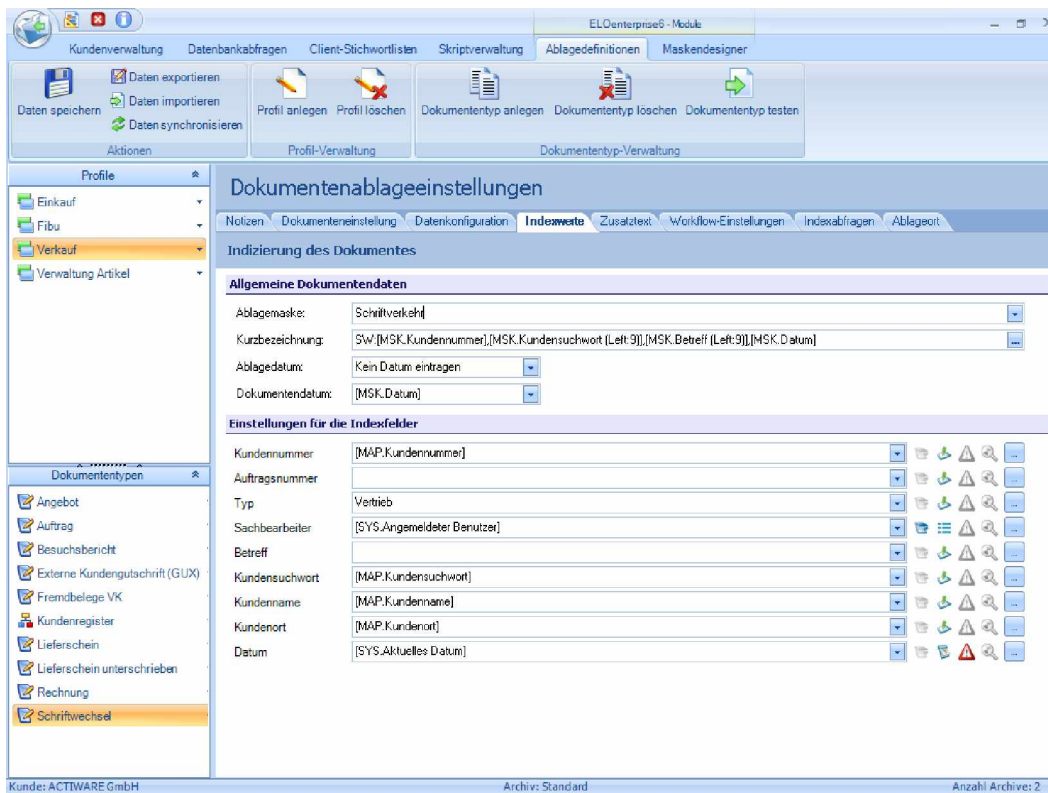 ELOenterprise6 - Module
Kundenverwaltung Datenbankabfragen Client-Stichwortlisten Skriptverwaltung Ablagedefinitionen Maskendesigner
Daten speichern
Daten exportieren
Daten importieren
Daten synchronisieren
Profil anlegen Profil löschen
Dokumententyp anlegen Dokumententyp löschen Dokumententyp testen
Aktionen Profil-Verwaltung Dokumententyp-Verwaltung
Profile
Einkauf
Fibu
Verkauf
Verwaltung Artikel
Dokumententypen
Angebot
Auftrag
Besuchsbericht
Externe Kundengutschrift (GUX)
Fremdbelege VK
Kundenregister
Lieferschein
Lieferschein unterschrieben
Rechnung
Schriftwechsel
Dokumentenablageeinstellungen
Notizen Dokumenteneinstellung Datenkonfiguration Indexwerte Zusatztext Workflow-Einstellungen Indexabfragen Ablageort
Indizierung des Dokumentes
Allgemeine Dokumentendaten
Ablagemaske: Schriftverkehr
Kurzbezeichnung: SW:[MSK.Kundennummer],[MSK.Kundensuchwort (Left:9)],[MSK.Betreff (Left:9)],[MSK.Datum] ...
Ablagedatum: Kein Datum eintragen
Dokumentendatum: [MSK.Datum]
Einstellungen für die Indexfelder
Kundennummer [MAP.Kundennummer] ...
Auftragsnummer ...
Typ Vertrieb ...
Sachbearbeiter [SYS.Angemeldeter Benutzer] ...
Betreff ...
Kundensuchwort [MAP.Kundensuchwort] ...
Kundenname [MAP.Kundenname] ...
Kundenort [MAP.Kundenort] ...
Datum [SYS.Aktuelles Datum] ...
Kunde: ACTIWARE GmbH Archiv: Standard Anzahl Archive: 2